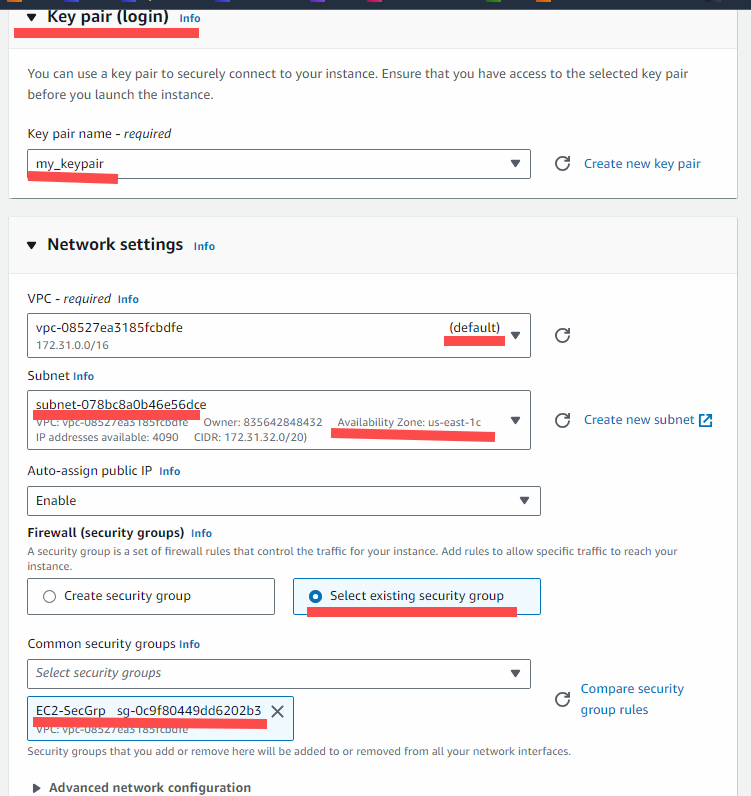 Key pair (login) Info
You can use a key pair to securely connect to your instance. Ensure that you have access to the selected key pair
before you launch the instance.
Key pair name - required
my_keypair
Create new key pair
Network settings Info
VPC - required Info
vpc-08527ea3185fcbdfe (default)
172.31.0.0/16
Subnet Info
subnet-078bc8a0b46e56dce
VPC: vpc-08527ea3185fcbdfe Owner: 835642848432 Availability Zone: us-east-1c
IP addresses available: 4090 CIDR: 172.31.32.0/20)
Create new subnet
Auto-assign public IP Info
Enable
Firewall (security groups) Info
A security group is a set of firewall rules that control the traffic for your instance. Add rules to allow specific traffic to reach your
instance.
Create security group
Select existing security group
Common security groups Info
Select security groups
EC2-SecGrp sg-0c9f80449dd6202b3
VPC: vpc-08527ea3185fcbdfe
Compare security
group rules
Security groups that you add or remove here will be added to or removed from all your network interfaces.
Advanced network configuration